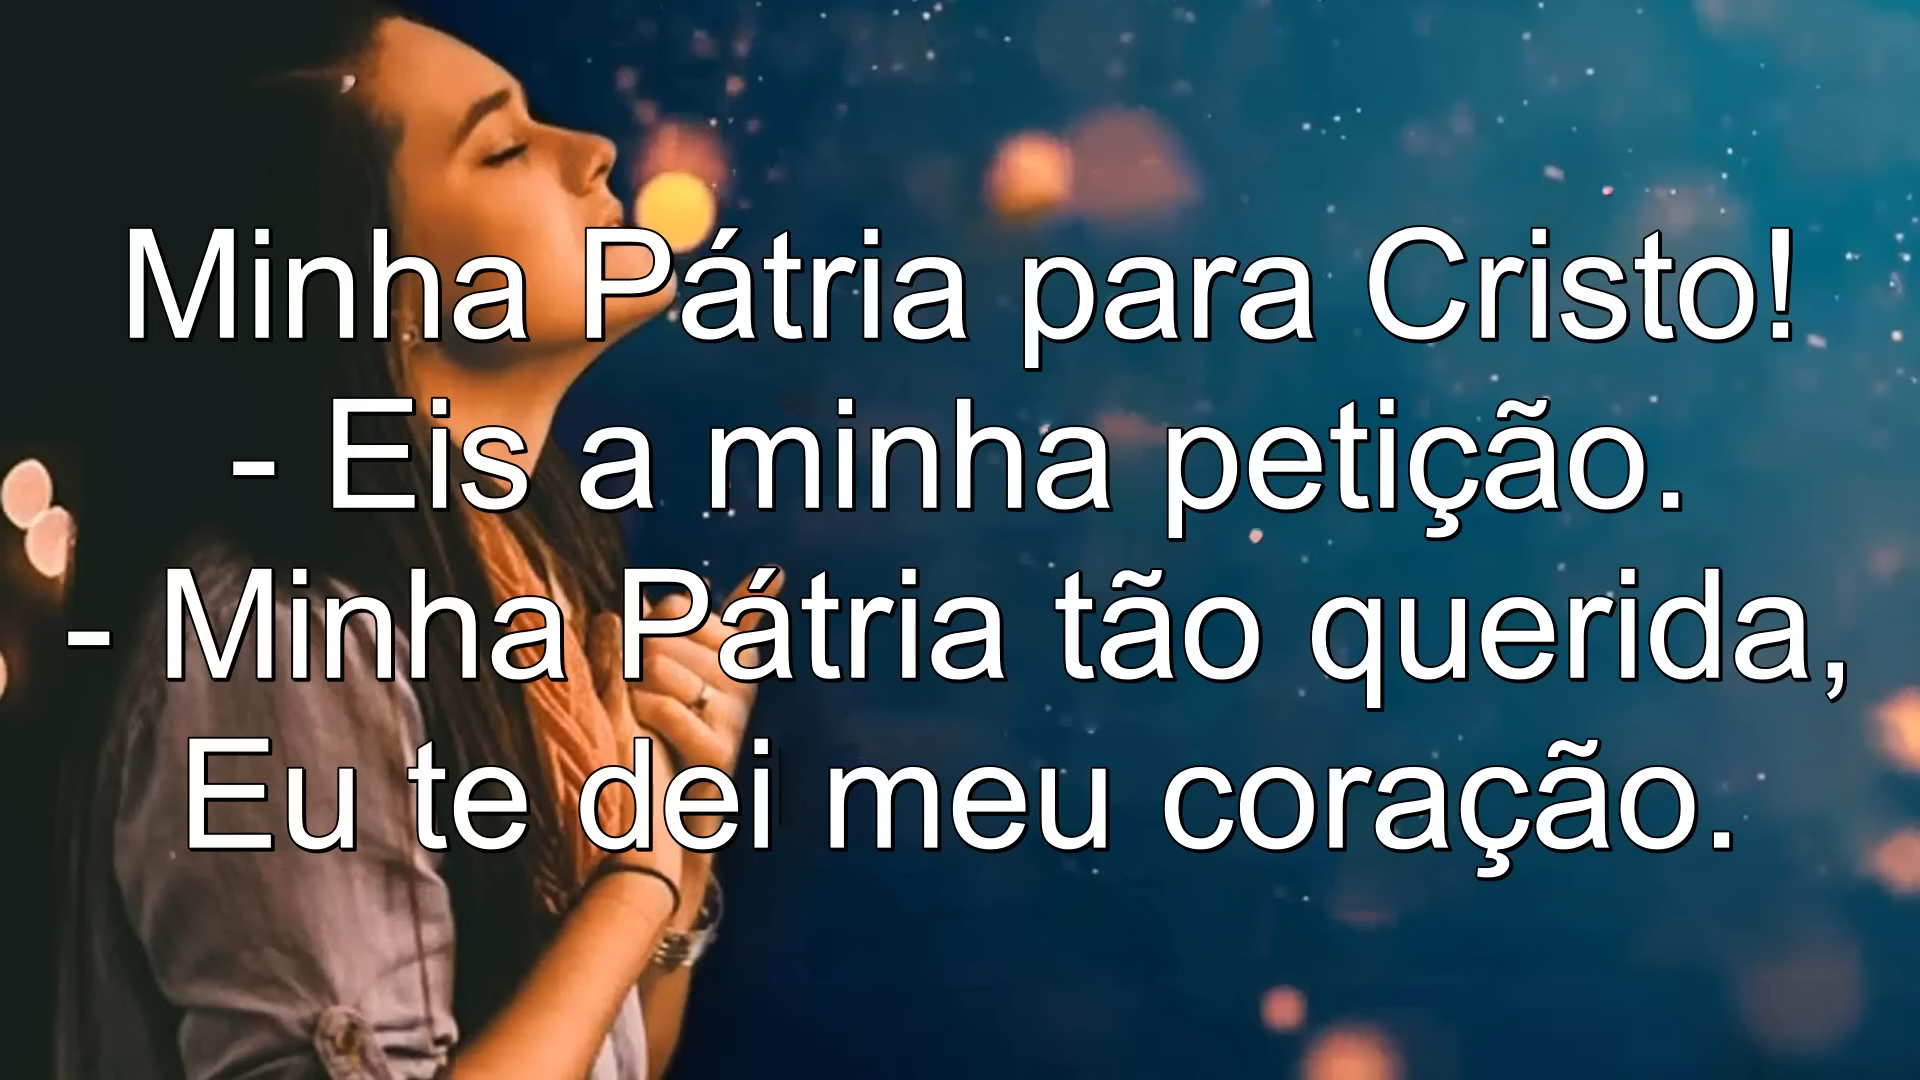 Minha Pátria para Cristo!
- Eis a minha petição.
- Minha Pátria tão querida,
Eu te dei meu coração.